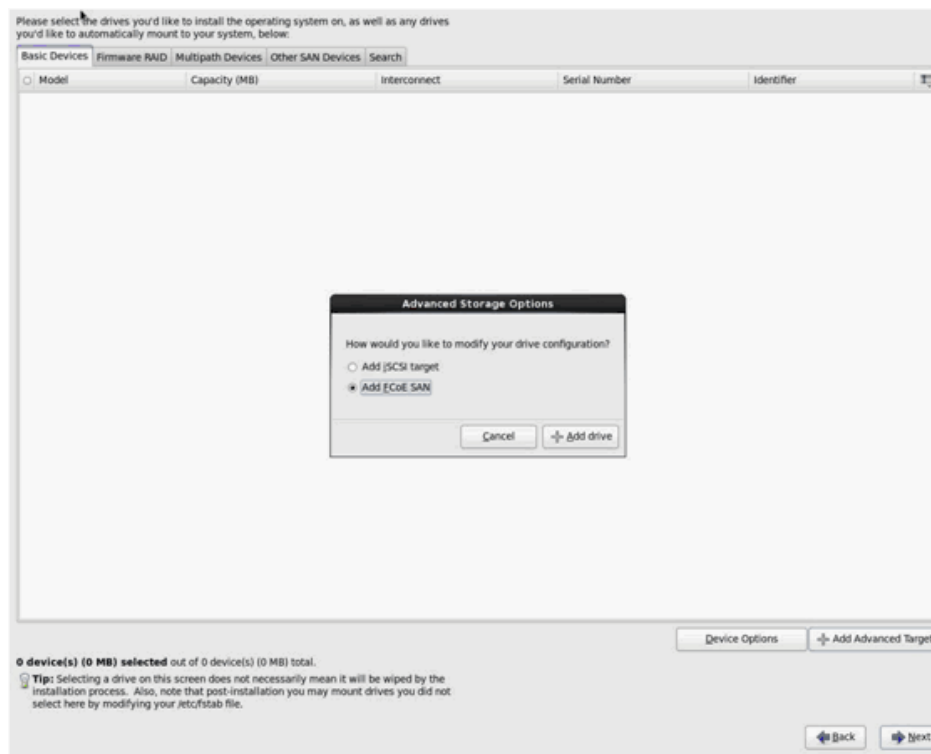 Please select the drives you'd like to install the operating system on, as well as any drives
you'd like to automatically mount to your system, below:
Basic Devices Firmware RAID Multipath Devices Other SAN Devices Search
Model Capacity (MB) Interconnect Serial Number Identifier
Advanced Storage Options
How would you like to modify your drive configuration?
Add iSCSI target
Add FCoE SAN
Cancel Add drive
Device Options Add Advanced Target
0 device(s) (0 MB) selected out of 0 device(s) (0 MB) total.
Tip: Selecting a drive on this screen does not necessarily mean it will be wiped by the
installation process. Also, note that post-installation you may mount drives you did not
select here by modifying your /etc/fstab file.
Back Next